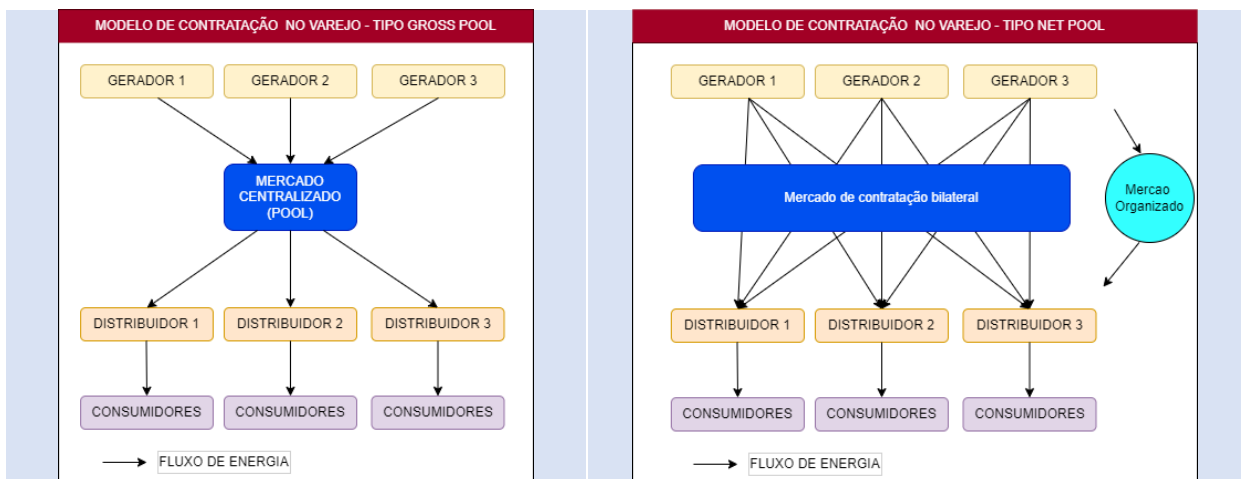 MODELO DE CONTRATAÇÃO NO VAREJO - TIPO GROSS POOL
GERADOR 1
GERADOR 2
GERADOR 3
MERCADO
CENTRALIZADO
(POOL)
DISTRIBUIDOR 1
DISTRIBUIDOR 2
DISTRIBUIDOR 3
CONSUMIDORES
CONSUMIDORES
CONSUMIDORES
FLUXO DE ENERGIA
MODELO DE CONTRATAÇÃO NO VAREJO - TIPO NET POOL
GERADOR 1
GERADOR 2
GERADOR 3
Mercado de contratação bilateral
Mercao
Organizado
DISTRIBUIDOR 1
DISTRIBUIDOR 2
DISTRIBUIDOR 3
CONSUMIDORES
CONSUMIDORES
CONSUMIDORES
FLUXO DE ENERGIA